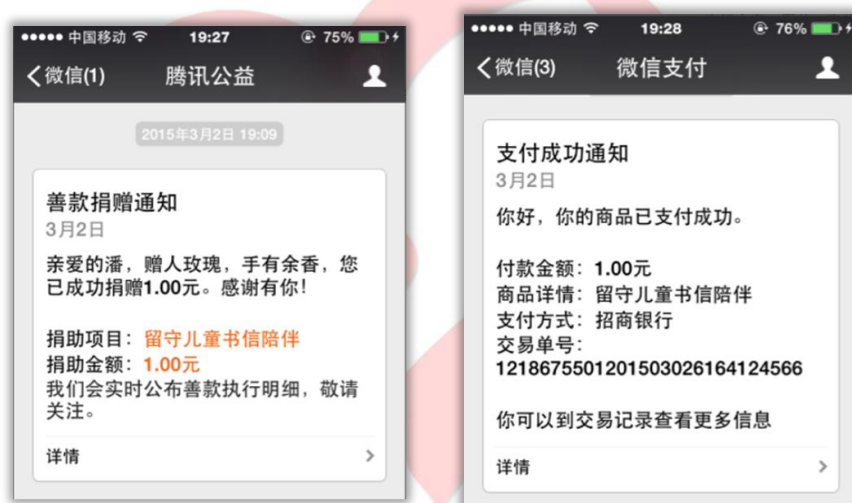 中国移动 19:27 75%
微信(1) 腾讯公益
2015年3月2日 19:09
善款捐赠通知
3月2日
亲爱的潘，赠人玫瑰，手有余香，您
已成功捐赠1.00元。感谢有你！
捐助项目：留守儿童书信陪伴
捐助金额：1.00元
我们会实时公布善款执行明细，敬请
关注。
详情
中国移动 19:28 76%
微信(3) 微信支付
支付成功通知
3月2日
你好，你的商品已支付成功。
付款金额：1.00元
商品详情：留守儿童书信陪伴
支付方式：招商银行
交易单号：
1218675501201503026164124566
你可以到交易记录查看更多信息
详情